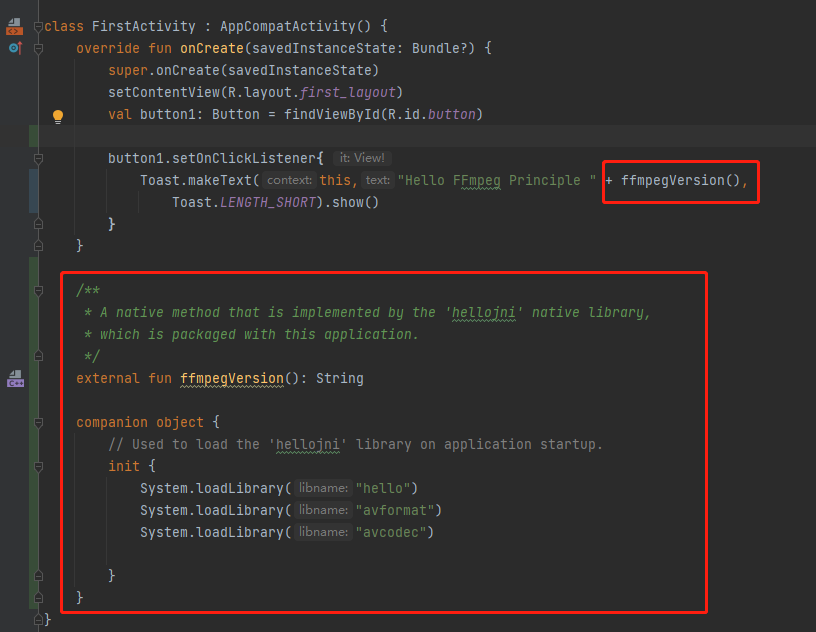 class FirstActivity : AppCompatActivity() {
override fun onCreate(savedInstanceState: Bundle?) {
super.onCreate(savedInstanceState)
setContentView(R.layout.first_layout)
val button1: Button = findViewById(R.id.button)
button1.setOnClickListener{ it: View!
Toast.makeText( context: this, text: "Hello FFmpeg Principle " + ffmpegVersion(),
Toast.LENGTH_SHORT).show()
}
}
/**
* A native method that is implemented by the 'hellojni' native library,
* which is packaged with this application.
*/
external fun ffmpegVersion(): String
companion object {
// Used to load the 'hellojni' library on application startup.
init {
System.loadLibrary( libname: "hello")
System.loadLibrary( libname: "avformat")
System.loadLibrary( libname: "avcodec")
}
}
}